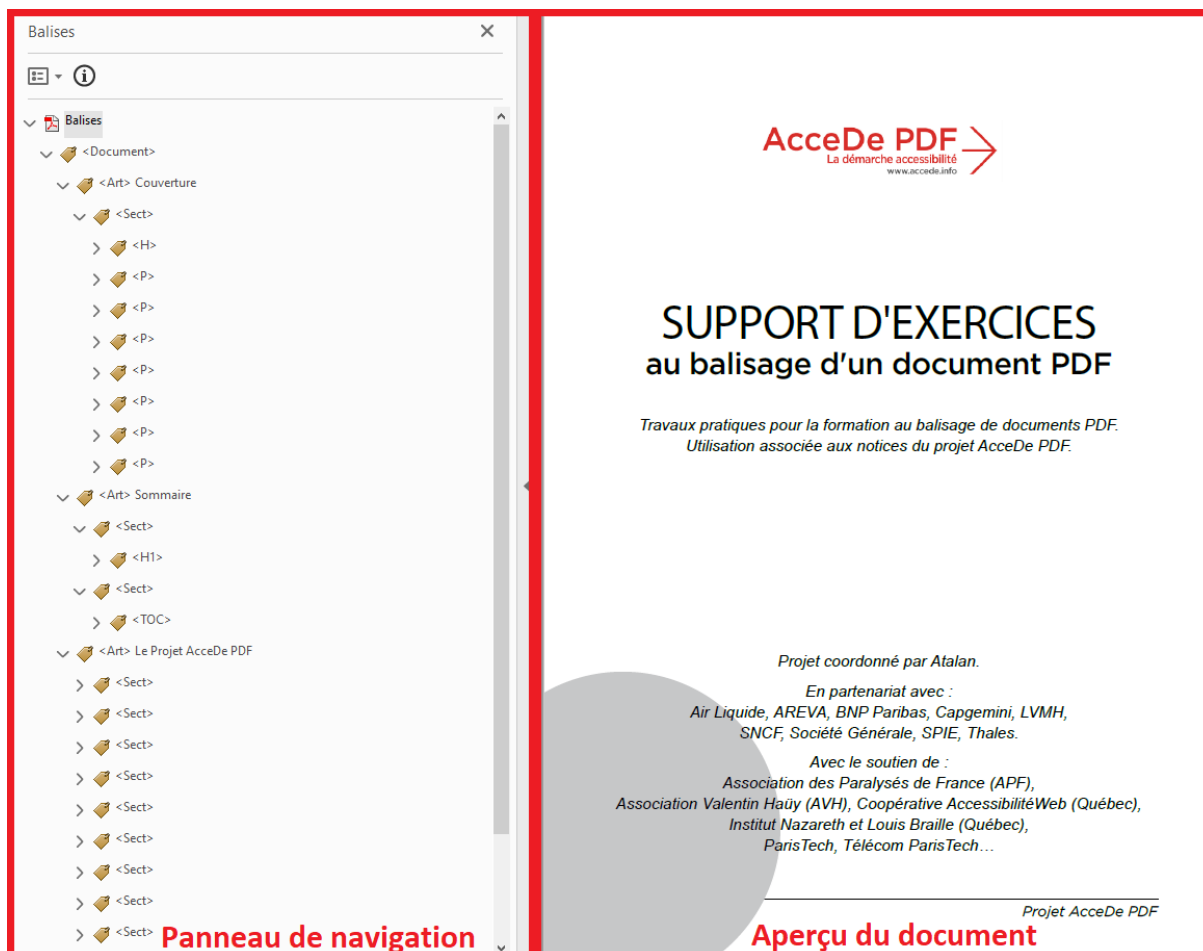 Balises
Balises
<Document>
<Art> Couverture
<Sect>
<H>
<P>
<P>
<P>
<P>
<P>
<P>
<P>
<Art> Sommaire
<Sect>
<H1>
<Sect>
<TOC>
<Art> Le Projet AcceDe PDF
<Sect>
<Sect>
<Sect>
<Sect>
<Sect>
<Sect>
<Sect>
<Sect>
<Sect>
Panneau de navigation
AcceDe PDF
La démarche accessibilité
www.accede.info
SUPPORT D'EXERCICES
au balisage d'un document PDF
Travaux pratiques pour la formation au balisage de documents PDF.
Utilisation associée aux notices du projet AcceDe PDF.
Projet coordonné par Atalan.
En partenariat avec :
Air Liquide, AREVA, BNP Paribas, Capgemini, LVMH,
SNCF, Société Générale, SPIE, Thales.
Avec le soutien de :
Association des Paralysés de France (APF),
Association Valentin Haüy (AVH), Coopérative AccessibilitéWeb (Québec),
Institut Nazareth et Louis Braille (Québec),
ParisTech, Télécom ParisTech…
Projet AcceDe PDF
Aperçu du document